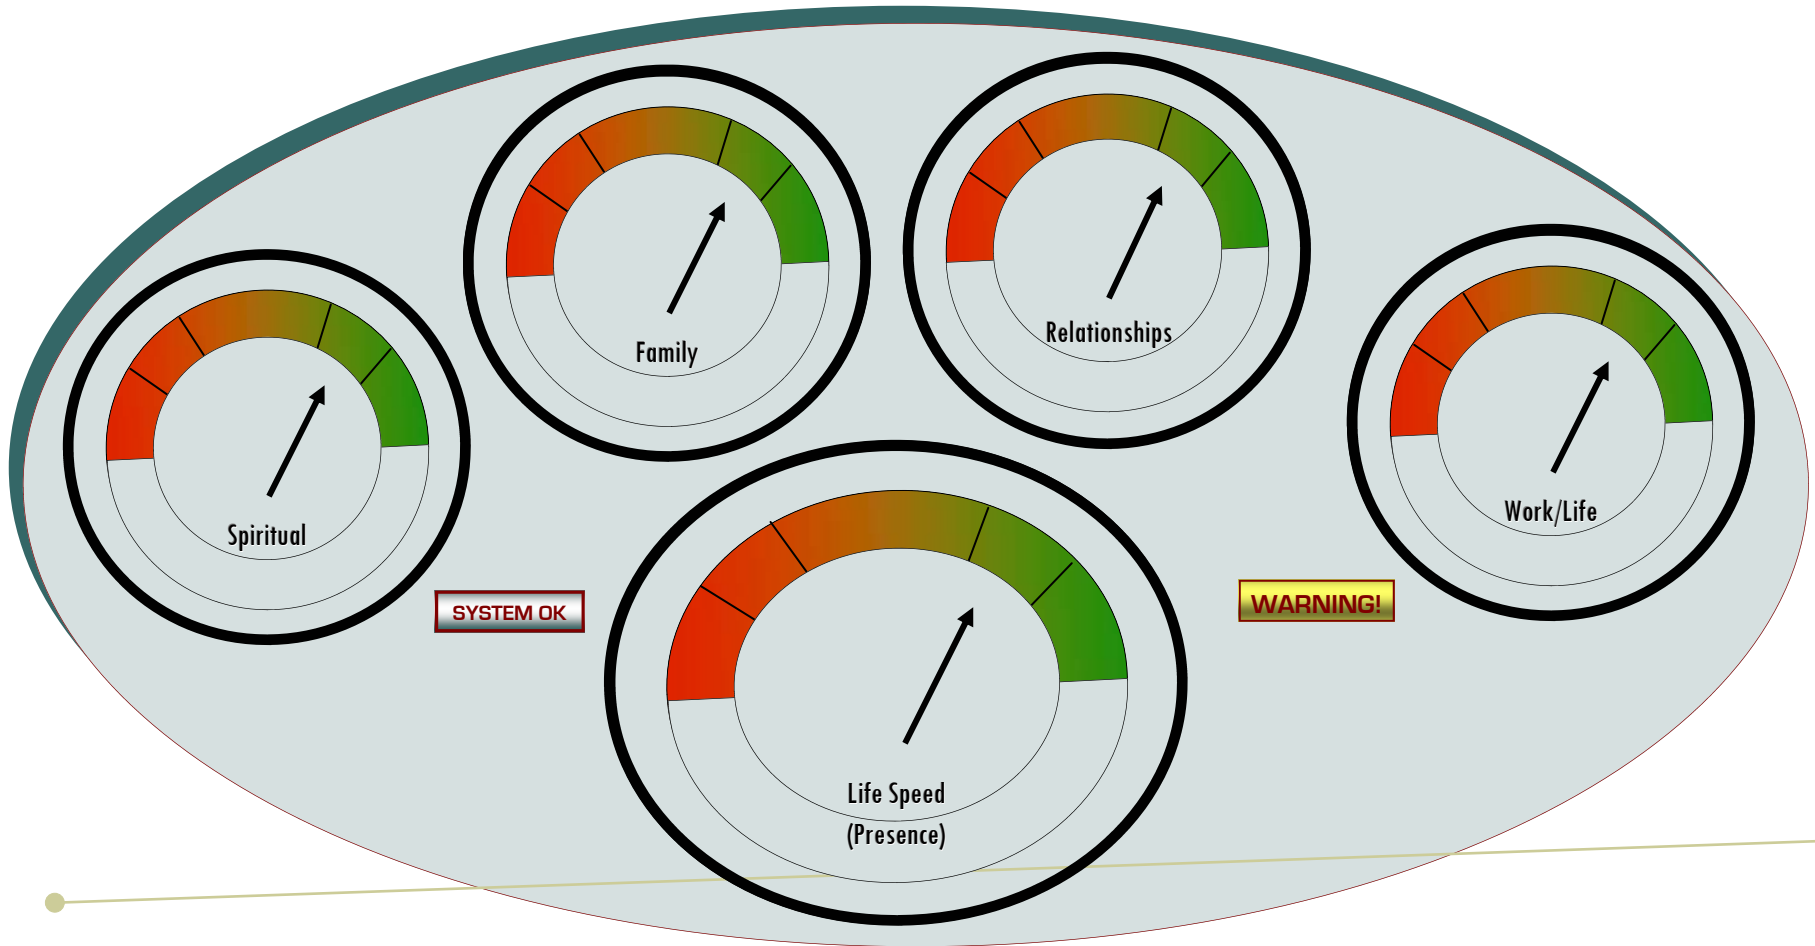 Family
Relationships
Spiritual
Work/Life
SYSTEM OK
WARNING!
Life Speed
(Presence)